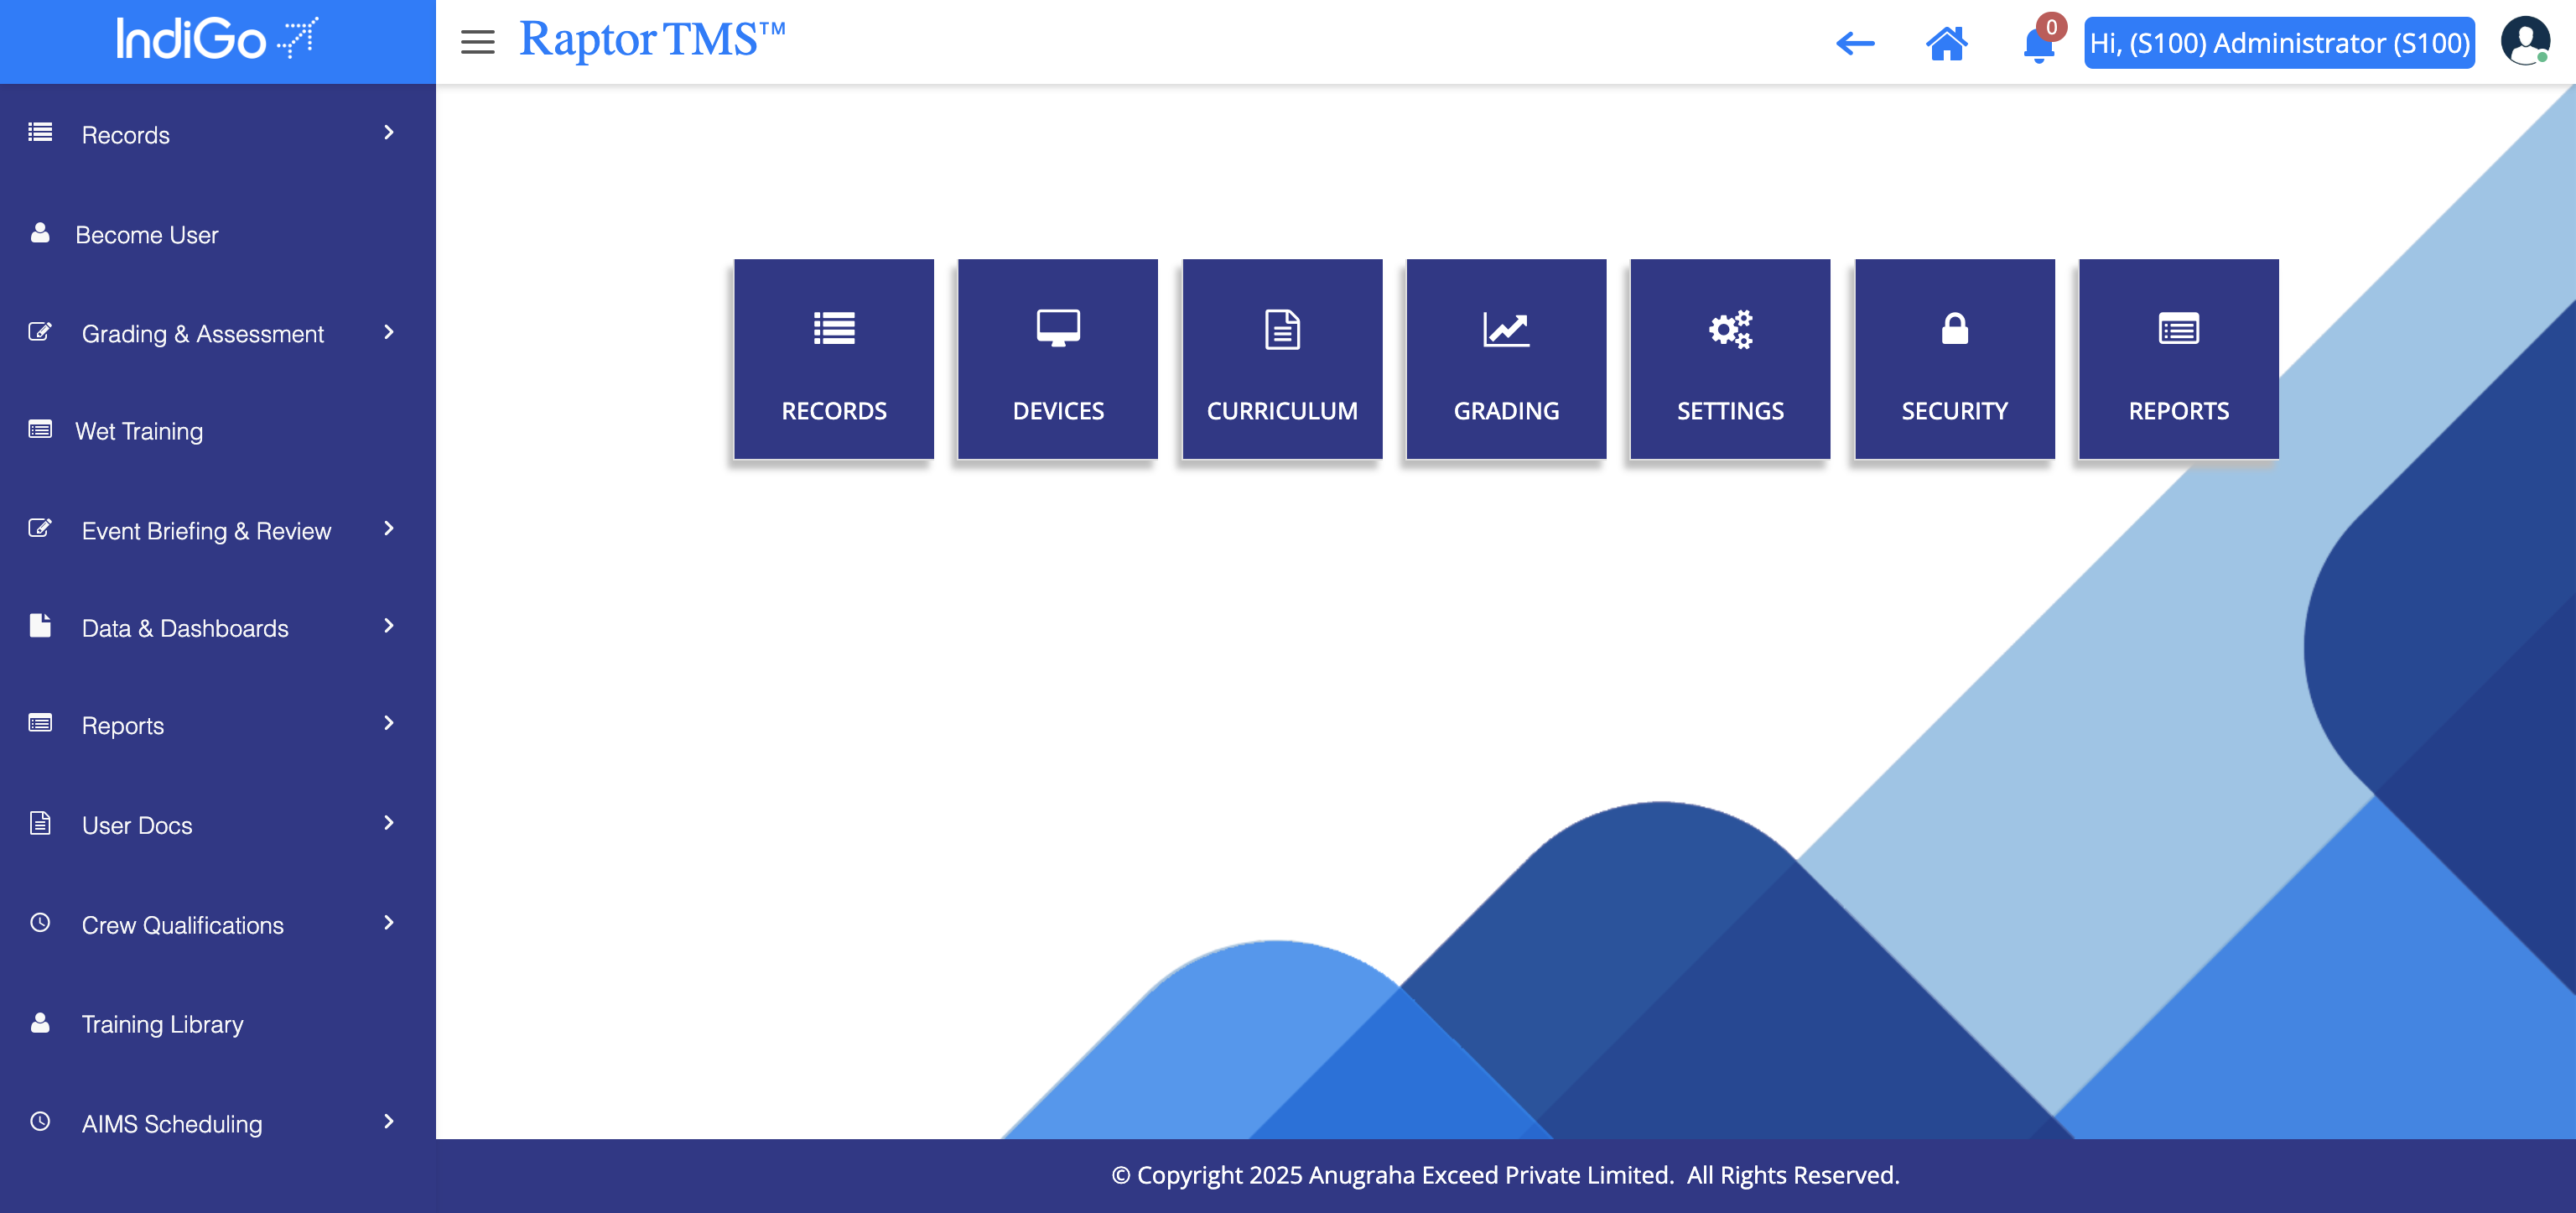 IndiGo
Raptor TMS™
0
Hi, (S100) Administrator (S100)
Records
Become User
Grading & Assessment
Wet Training
Event Briefing & Review
Data & Dashboards
Reports
User Docs
Crew Qualifications
Training Library
AIMS Scheduling
RECORDS
DEVICES
CURRICULUM
GRADING
SETTINGS
SECURITY
REPORTS
© Copyright 2025 Anugraha Exceed Private Limited. All Rights Reserved.